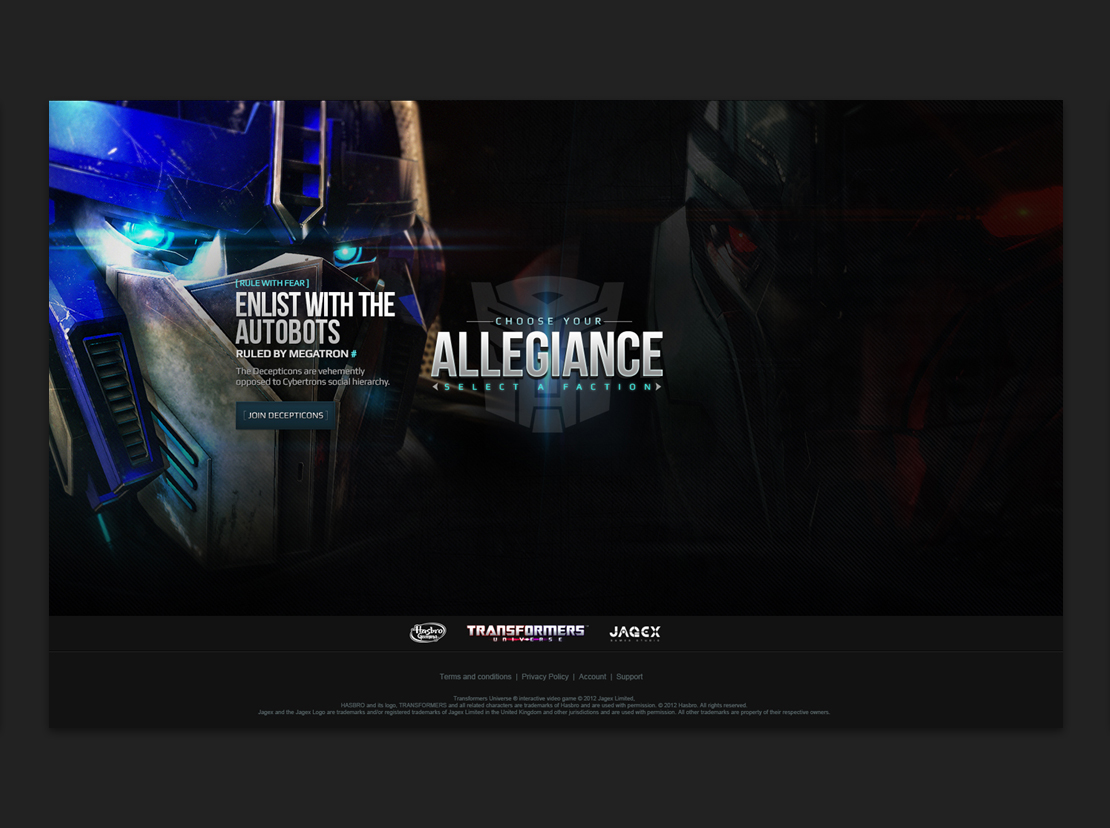 [ RULE WITH FEAR ]
ENLIST WITH THE
AUTOBOTS
RULED BY MEGATRON #
The Decepticons are vehemently
opposed to Cybertrons social hierarchy.
[ JOIN DECEPTICONS ]
CHOOSE YOUR
ALLEGIANCE
SELECT A FACTION
Hasbro
Gaming
TRANSFORMERS
UNIVERSE
JAGEX
GAMES STUDIO
Terms and conditions | Privacy Policy | Account | Support
Transformers Universe ® interactive video game © 2012 Jagex Limited.
HASBRO and its logo, TRANSFORMERS and all related characters are trademarks of Hasbro and are used with permission. © 2012 Hasbro. All rights reserved.
Jagex and the Jagex Logo are trademarks and/or registered trademarks of Jagex Limited in the United Kingdom and other jurisdictions and are used with permission. All other trademarks are property of their respective owners.